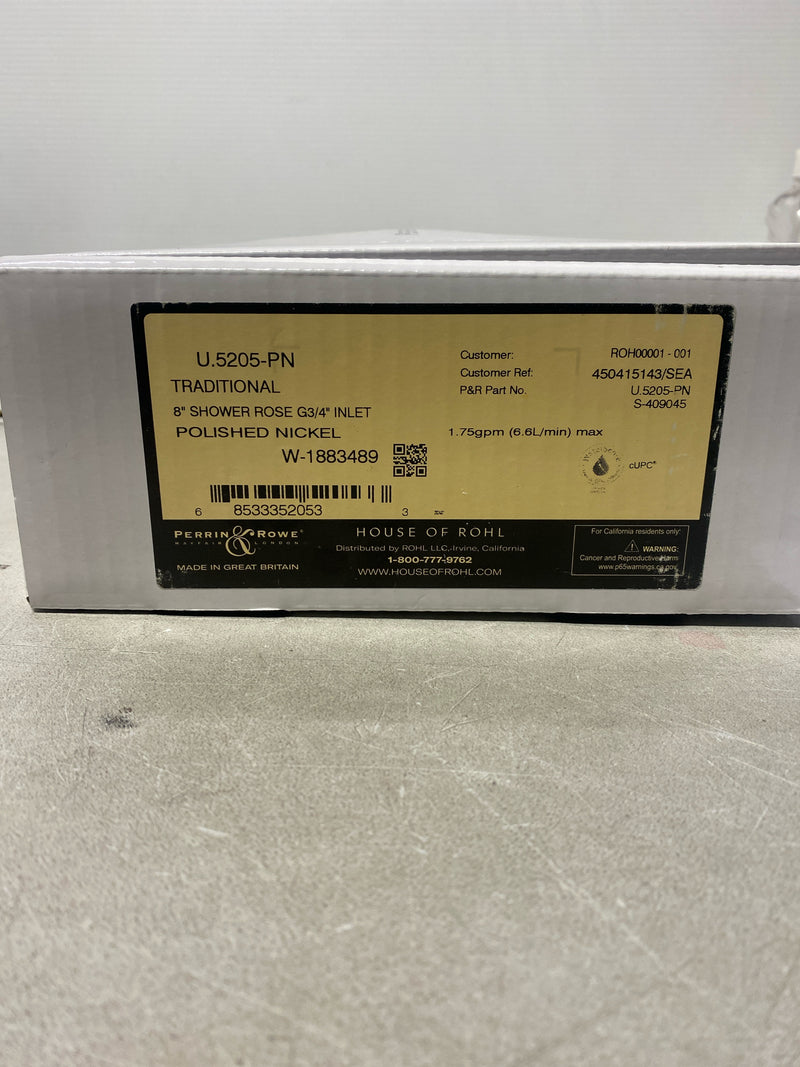 U.5205-PN
TRADITIONAL
8" SHOWER ROSE G3/4" INLET
POLISHED NICKEL
W-1883489
Customer: ROH00001 - 001
Customer Ref: 450415143/SEA
P&R Part No. U.5205-PN
S-409045
1.75gpm (6.6L/min) max
cUPC®
6 8533352053 3
PERRIN & ROWE®
MAYFAIR LONDON
MADE IN GREAT BRITAIN
HOUSE OF ROHL
Distributed by ROHL LLC, Irvine, California
1-800-777-9762
WWW.HOUSEOFROHL.COM
For California residents only:
WARNING:
Cancer and Reproductive Harm
www.p65warnings.ca.gov